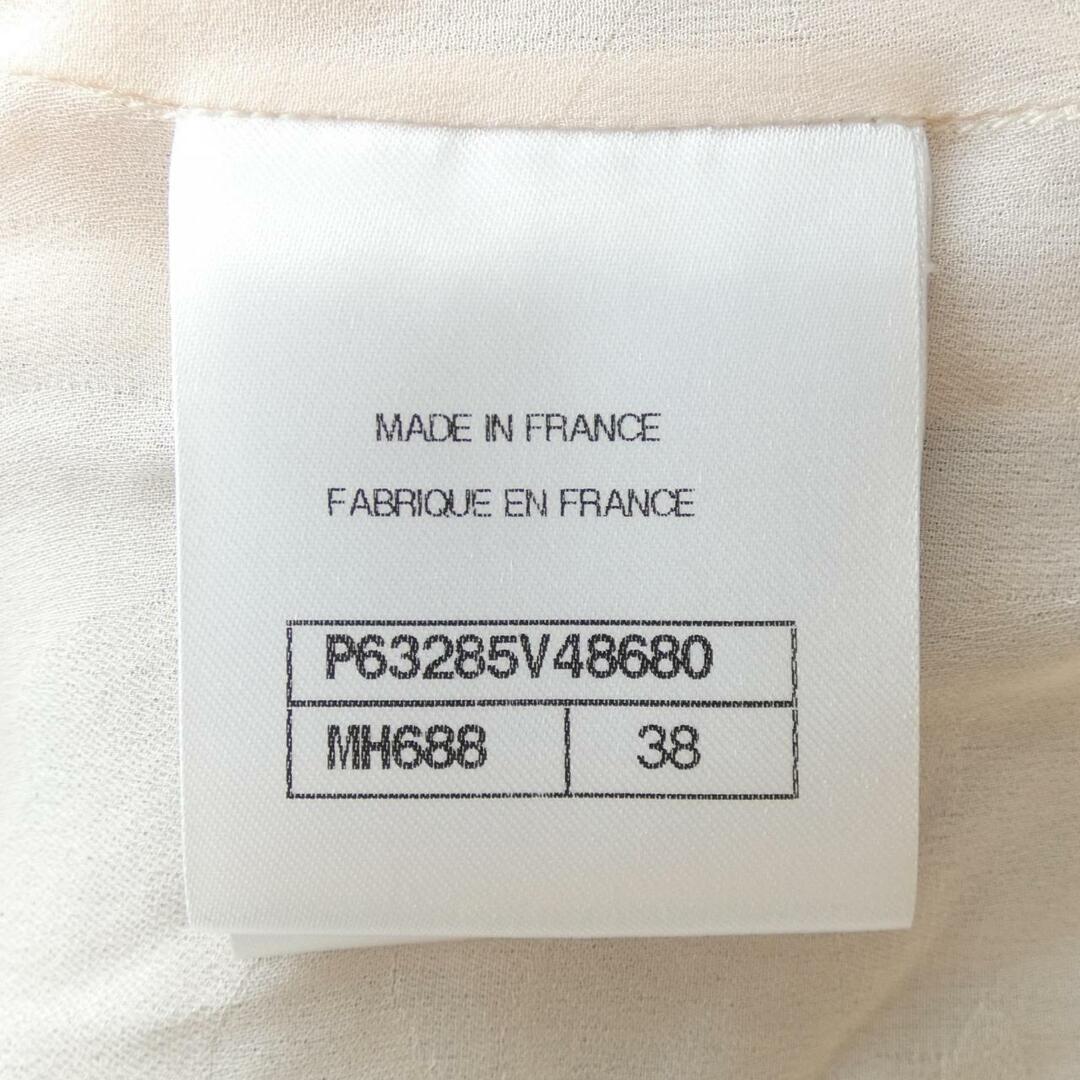 MADE IN FRANCE
FABRIQUE EN FRANCE
P63285V48680
MH688 38